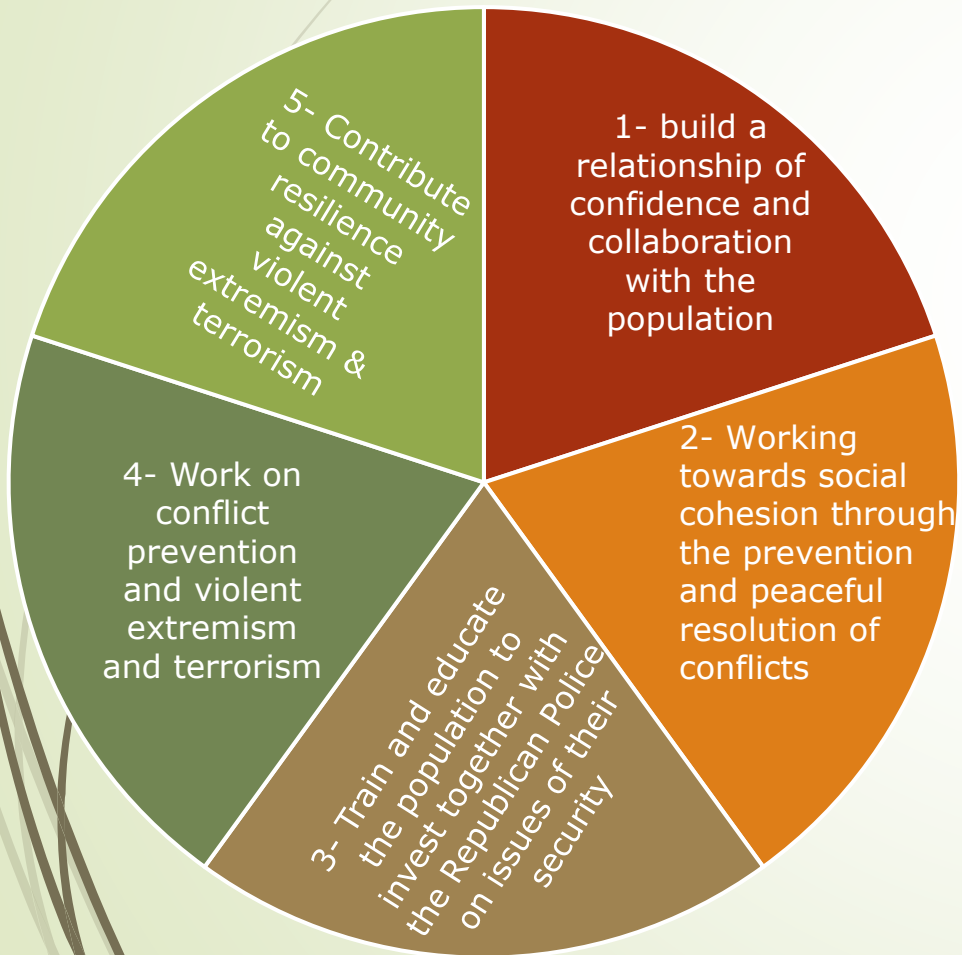 1- build a
relationship of
confidence and
collaboration
with the
population
2- Working
towards social
cohesion through
the prevention
and peaceful
resolution of
conflicts
3- Train and educate
the population to
invest together with
the Republican Police
on issues of their
security
4- Work on
conflict
prevention
and violent
extremism
and terrorism
5- Contribute
to community
resilience
against
violent
extremism &
terrorism